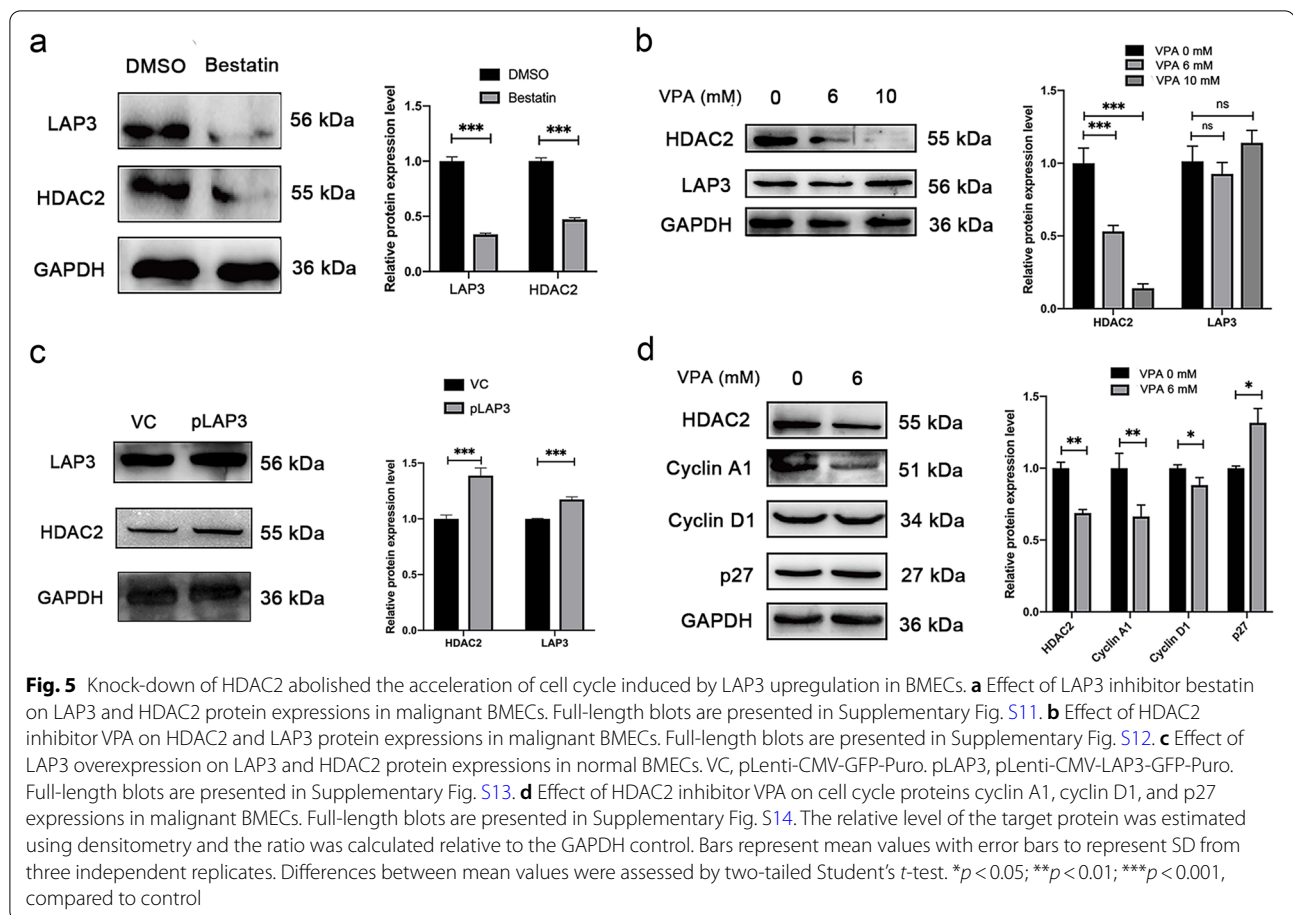 a
DMSO Bestatin
LAP3 56 kDa
HDAC2 55 kDa
GAPDH 36 kDa
DMSO
Bestatin
Relative protein expression level
1.5
1.0
0.5
0.0
*** ***
LAP3 HDAC2
b
VPA (mM) 0 6 10
HDAC2 55 kDa
LAP3 56 kDa
GAPDH 36 kDa
VPA 0 mM
VPA 6 mM
VPA 10 mM
Relative protein expression level
1.5
1.0
0.5
0.0
*** ns
*** ns
HDAC2 LAP3
c
VC pLAP3
LAP3 56 kDa
HDAC2 55 kDa
GAPDH 36 kDa
VC
pLAP3
Relative protein expression level
1.5
1.0
0.5
0.0
*** ***
HDAC2 LAP3
d
VPA (mM) 0 6
HDAC2 55 kDa
Cyclin A1 51 kDa
Cyclin D1 34 kDa
p27 27 kDa
GAPDH 36 kDa
VPA 0 mM
VPA 6 mM
Relative protein expression level
1.5
1.0
0.5
0.0
** ** * *
HDAC2 Cyclin A1 Cyclin D1 p27
Fig. 5 Knock-down of HDAC2 abolished the acceleration of cell cycle induced by LAP3 upregulation in BMECs. a Effect of LAP3 inhibitor bestatin
on LAP3 and HDAC2 protein expressions in malignant BMECs. Full-length blots are presented in Supplementary Fig. S11. b Effect of HDAC2
inhibitor VPA on HDAC2 and LAP3 protein expressions in malignant BMECs. Full-length blots are presented in Supplementary Fig. S12. c Effect of
LAP3 overexpression on LAP3 and HDAC2 protein expressions in normal BMECs. VC, pLenti-CMV-GFP-Puro. pLAP3, pLenti-CMV-LAP3-GFP-Puro.
Full-length blots are presented in Supplementary Fig. S13. d Effect of HDAC2 inhibitor VPA on cell cycle proteins cyclin A1, cyclin D1, and p27
expressions in malignant BMECs. Full-length blots are presented in Supplementary Fig. S14. The relative level of the target protein was estimated
using densitometry and the ratio was calculated relative to the GAPDH control. Bars represent mean values with error bars to represent SD from
three independent replicates. Differences between mean values were assessed by two-tailed Student's t-test. *p < 0.05; **p < 0.01; ***p < 0.001,
compared to control